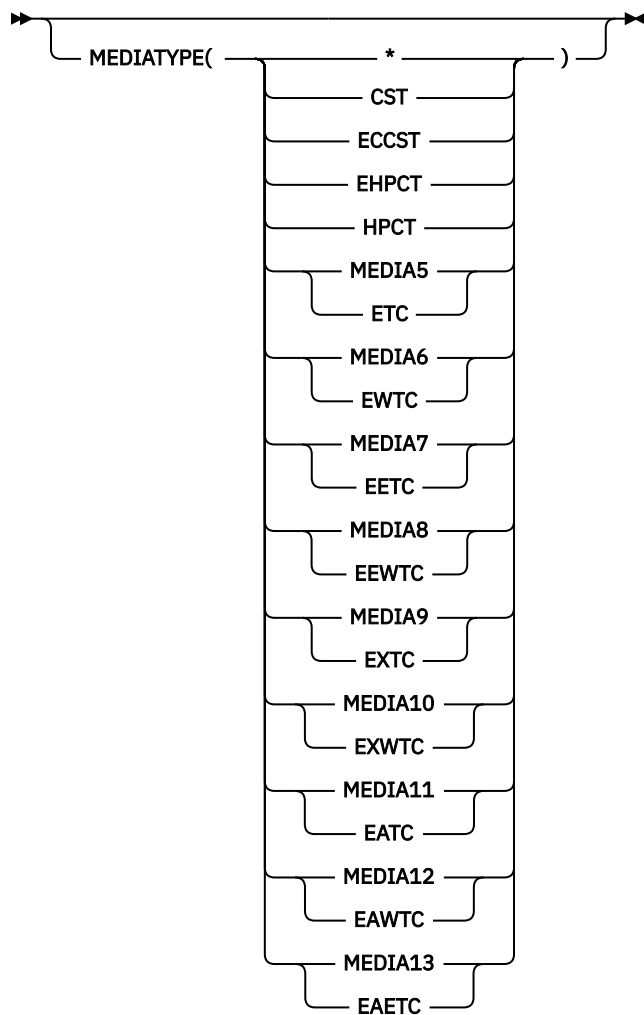 MEDIATYPE( * )
CST
ECCST
EHPCT
HPCT
MEDIA5
ETC
MEDIA6
EWTC
MEDIA7
EETC
MEDIA8
EEWTC
MEDIA9
EXTC
MEDIA10
EXWTC
MEDIA11
EATC
MEDIA12
EAWTC
MEDIA13
EAETC